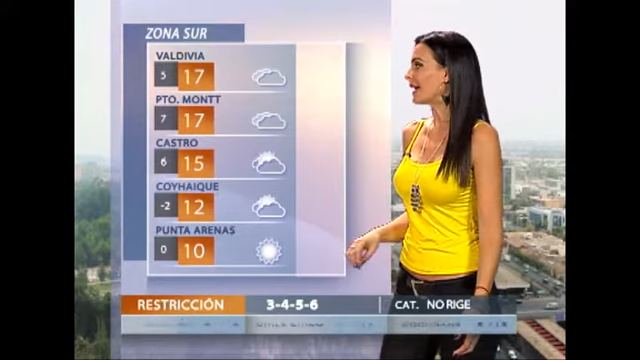 ZONA SUR
VALDIVIA
5 17
PTO. MONTT
7 17
CASTRO
6 15
COYHAIQUE
-2 12
PUNTA ARENAS
0 10
RESTRICCIÓN 3-4-5-6 CAT. NO RIGE